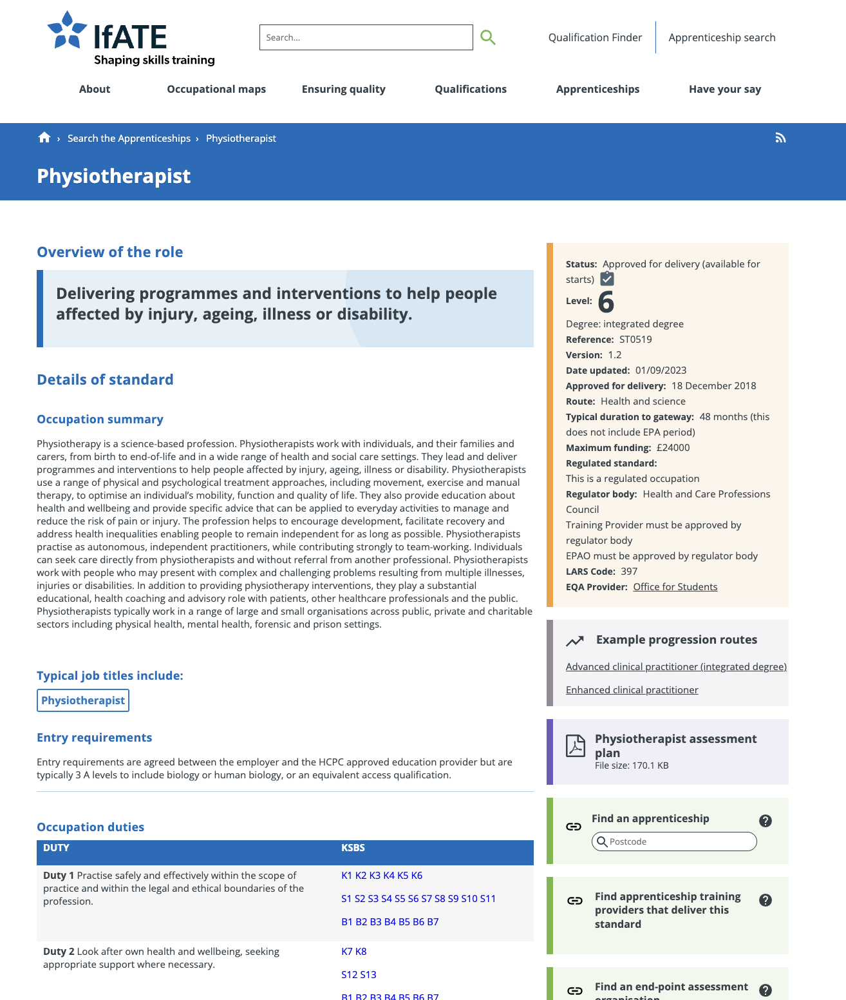 IfATE
Shaping skills training
Search...
Qualification Finder
Apprenticeship search
About
Occupational maps
Ensuring quality
Qualifications
Apprenticeships
Have your say
› Search the Apprenticeships › Physiotherapist
Physiotherapist
Overview of the role
Delivering programmes and interventions to help people
affected by injury, ageing, illness or disability.
Details of standard
Occupation summary
Physiotherapy is a science-based profession. Physiotherapists work with individuals, and their families and
carers, from birth to end-of-life and in a wide range of health and social care settings. They lead and deliver
programmes and interventions to help people affected by injury, ageing, illness or disability. Physiotherapists
use a range of physical and psychological treatment approaches, including movement, exercise and manual
therapy, to optimise an individual’s mobility, function and quality of life. They also provide education about
health and wellbeing and provide specific advice that can be applied to everyday activities to manage and
reduce the risk of pain or injury. The profession helps to encourage development, facilitate recovery and
address health inequalities enabling people to remain independent for as long as possible. Physiotherapists
practise as autonomous, independent practitioners, while contributing strongly to team-working. Individuals
can seek care directly from physiotherapists and without referral from another professional. Physiotherapists
work with people who may present with complex and challenging problems resulting from multiple illnesses,
injuries or disabilities. In addition to providing physiotherapy interventions, they play a substantial
educational, health coaching and advisory role with patients, other healthcare professionals and the public.
Physiotherapists typically work in a range of large and small organisations across public, private and charitable
sectors including physical health, mental health, forensic and prison settings.
Typical job titles include:
Physiotherapist
Entry requirements
Entry requirements are agreed between the employer and the HCPC approved education provider but are
typically 3 A levels to include biology or human biology, or an equivalent access qualification.
Occupation duties
DUTY
KSBS
Duty 1 Practise safely and effectively within the scope of
practice and within the legal and ethical boundaries of the
profession.
K1 K2 K3 K4 K5 K6
S1 S2 S3 S4 S5 S6 S7 S8 S9 S10 S11
B1 B2 B3 B4 B5 B6 B7
Duty 2 Look after own health and wellbeing, seeking
appropriate support where necessary.
K7 K8
S12 S13
B1 B2 B3 B4 B5 B6 B7
Status: Approved for delivery (available for
starts)
Level: 6
Degree: integrated degree
Reference: ST0519
Version: 1.2
Date updated: 01/09/2023
Approved for delivery: 18 December 2018
Route: Health and science
Typical duration to gateway: 48 months (this
does not include EPA period)
Maximum funding: £24000
Regulated standard:
This is a regulated occupation
Regulator body: Health and Care Professions
Council
Training Provider must be approved by
regulator body
EPAO must be approved by regulator body
LARS Code: 397
EQA Provider: Office for Students
Example progression routes
Advanced clinical practitioner (integrated degree)
Enhanced clinical practitioner
Physiotherapist assessment
plan
File size: 170.1 KB
Find an apprenticeship
?
Postcode
Find apprenticeship training
providers that deliver this
standard
?
Find an end-point assessment
organisation
?